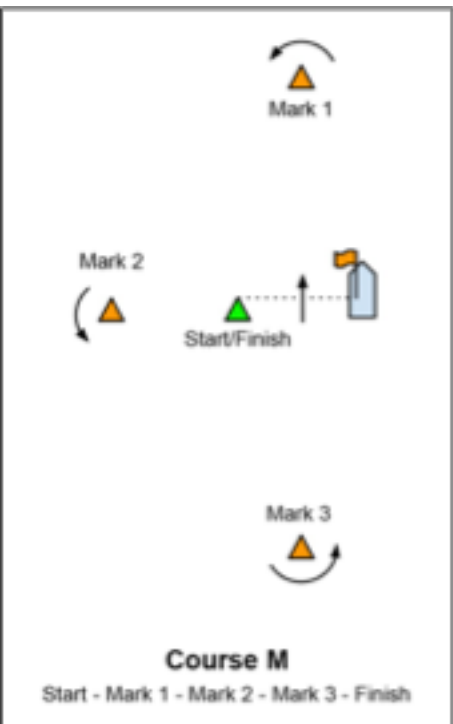 Mark 1
Mark 2
Start/Finish
Mark 3
Course M
Start - Mark 1 - Mark 2 - Mark 3 - Finish